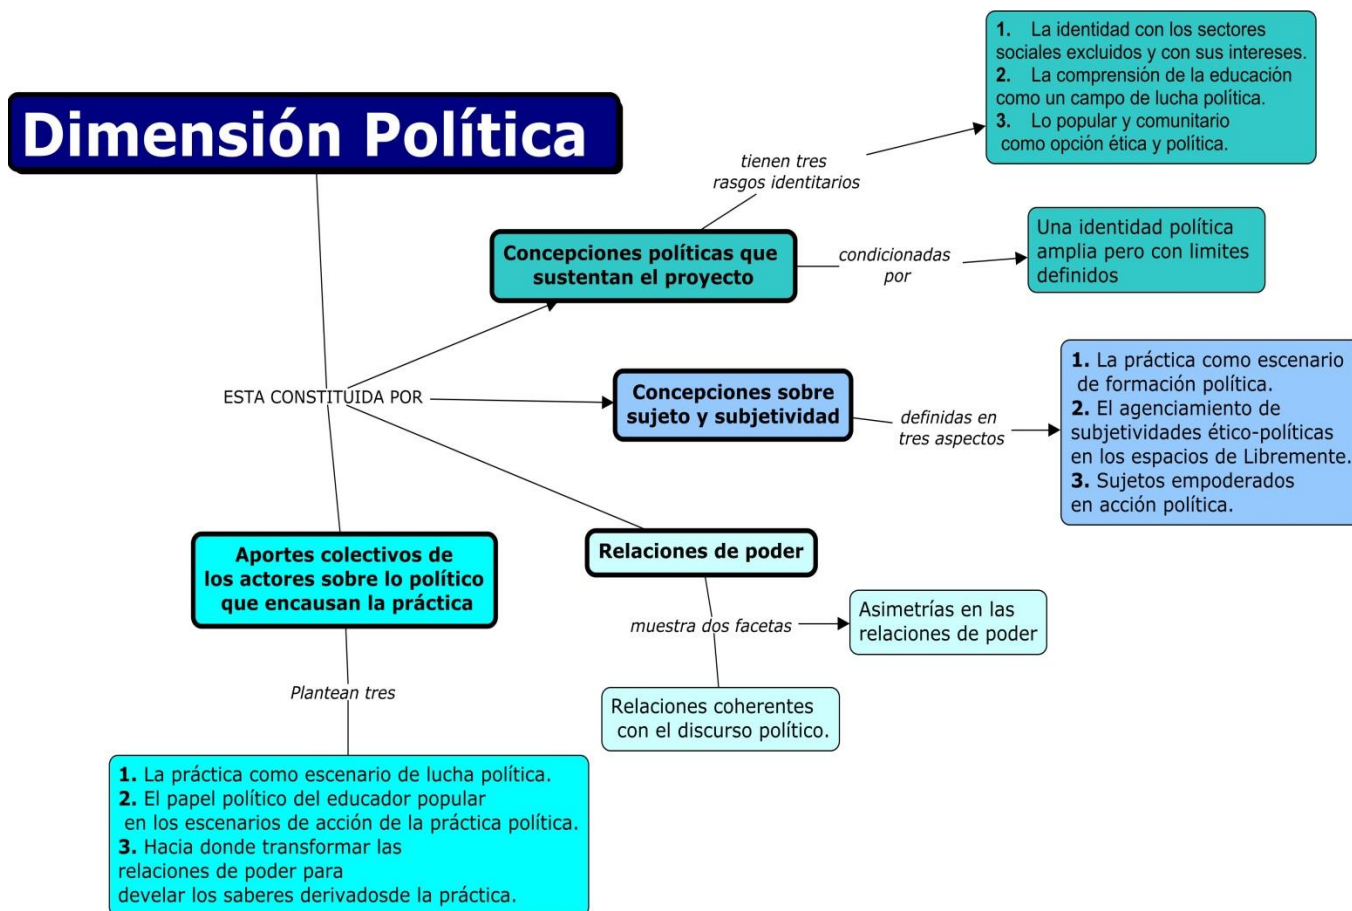 Dimensión Política
1. La identidad con los sectores
sociales excluidos y con sus intereses.
2. La comprensión de la educación
como un campo de lucha política.
3. Lo popular y comunitario
como opción ética y política.
tienen tres
rasgos identitarios
Concepciones políticas que
sustentan el proyecto
condicionadas
por
Una identidad política
amplia pero con limites
definidos
ESTA CONSTITUIDA POR
Concepciones sobre
sujeto y subjetividad
definidas en
tres aspectos
1. La práctica como escenario
de formación política.
2. El agenciamiento de
subjetividades ético-políticas
en los espacios de Libremente.
3. Sujetos empoderados
en acción política.
Aportes colectivos de
los actores sobre lo político
que encausan la práctica
Relaciones de poder
muestra dos facetas
Asimetrías en las
relaciones de poder
Relaciones coherentes
con el discurso político.
Plantean tres
1. La práctica como escenario de lucha política.
2. El papel político del educador popular
en los escenarios de acción de la práctica política.
3. Hacia donde transformar las
relaciones de poder para
develar los saberes derivadosde la práctica.